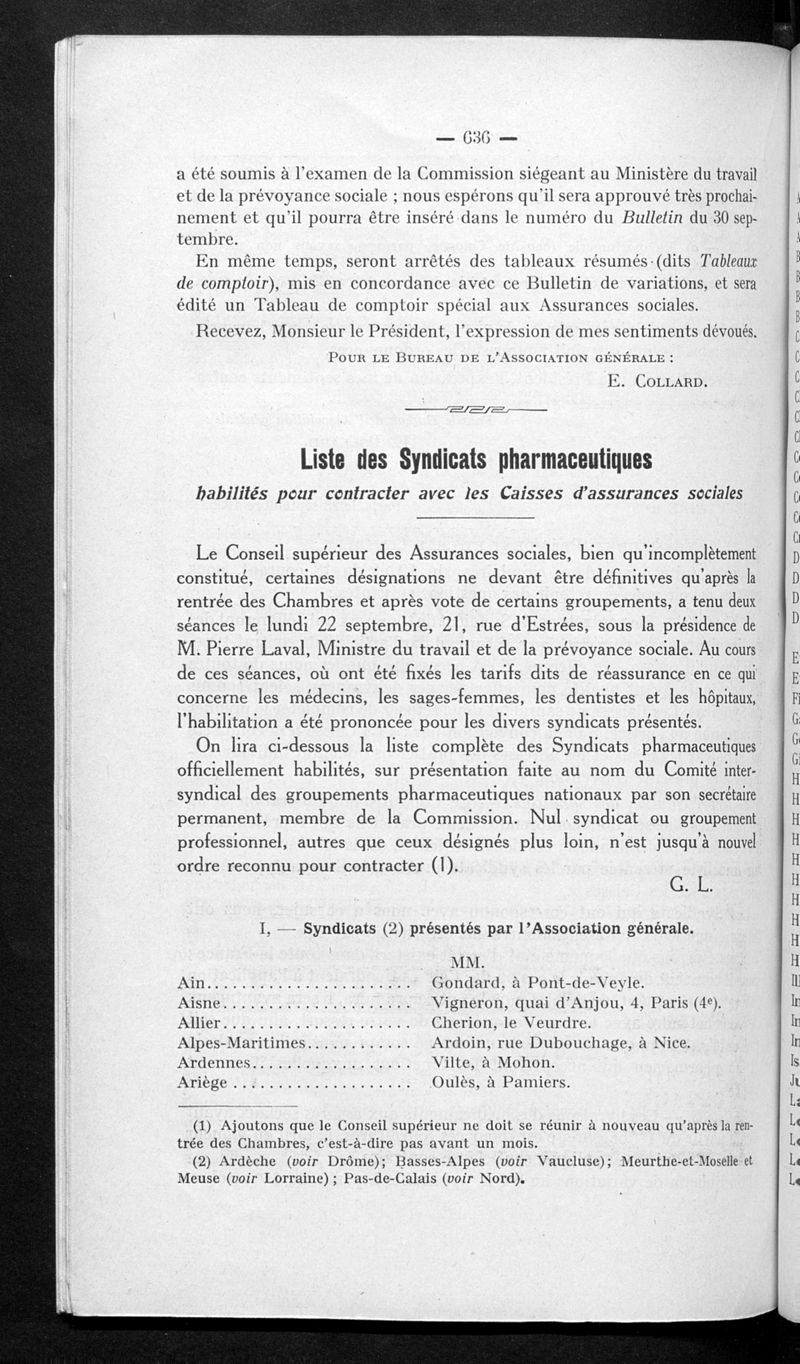 — 636 —
a été soumis à l'examen de la Commission siégeant au Ministère du travail
et de la prévoyance sociale ; nous espérons qu'il sera approuvé très prochai-
nement et qu'il pourra être inséré dans le numéro du Bulletin du 30 sep-
tembre.
En même temps, seront arrêtés des tableaux résumés (dits Tableaux
de comptoir), mis en concordance avec ce Bulletin de variations, et sera
édité un Tableau de comptoir spécial aux Assurances sociales.
Recevez, Monsieur le Président, l'expression de mes sentiments dévoués.
Pour le Bureau de l'Association générale :
E. Collard.
Liste des Syndicats pharmaceutiques
habilités pour contracter avec les Caisses d'assurances sociales
Le Conseil supérieur des Assurances sociales, bien qu'incomplètement
constitué, certaines désignations ne devant être définitives qu'après la
rentrée des Chambres et après vote de certains groupements, a tenu deux
séances le lundi 22 septembre, 21, rue d'Estrées, sous la présidence de
M. Pierre Laval, Ministre du travail et de la prévoyance sociale. Au cours
de ces séances, où ont été fixés les tarifs dits de réassurance en ce qui
concerne les médecins, les sages-femmes, les dentistes et les hôpitaux,
l'habilitation a été prononcée pour les divers syndicats présentés.
On lira ci-dessous la liste complète des Syndicats pharmaceutiques
officiellement habilités, sur présentation faite au nom du Comité inter-
syndical des groupements pharmaceutiques nationaux par son secrétaire
permanent, membre de la Commission. Nul syndicat ou groupement
professionnel, autres que ceux désignés plus loin, n'est jusqu'à nouvel
ordre reconnu pour contracter (1).
G. L.
I, — Syndicats (2) présentés par l'Association générale.
MM.
Ain...................... Gondard, à Pont-de-Veyle.
Aisne..................... Vigneron, quai d'Anjou, 4, Paris (4e).
Allier..................... Cherion, le Veurdre.
Alpes-Maritimes............ Ardoin, rue Dubouchage, à Nice.
Ardennes.................. Vilte, à Mohon.
Ariège .................... Oulès, à Pamiers.
(1) Ajoutons que le Conseil supérieur ne doit se réunir à nouveau qu'après la ren-
trée des Chambres, c'est-à-dire pas avant un mois.
(2) Ardèche (voir Drôme); Basses-Alpes (voir Vaucluse); Meurthe-et-Moselle et
Meuse (voir Lorraine) ; Pas-de-Calais (voir Nord).